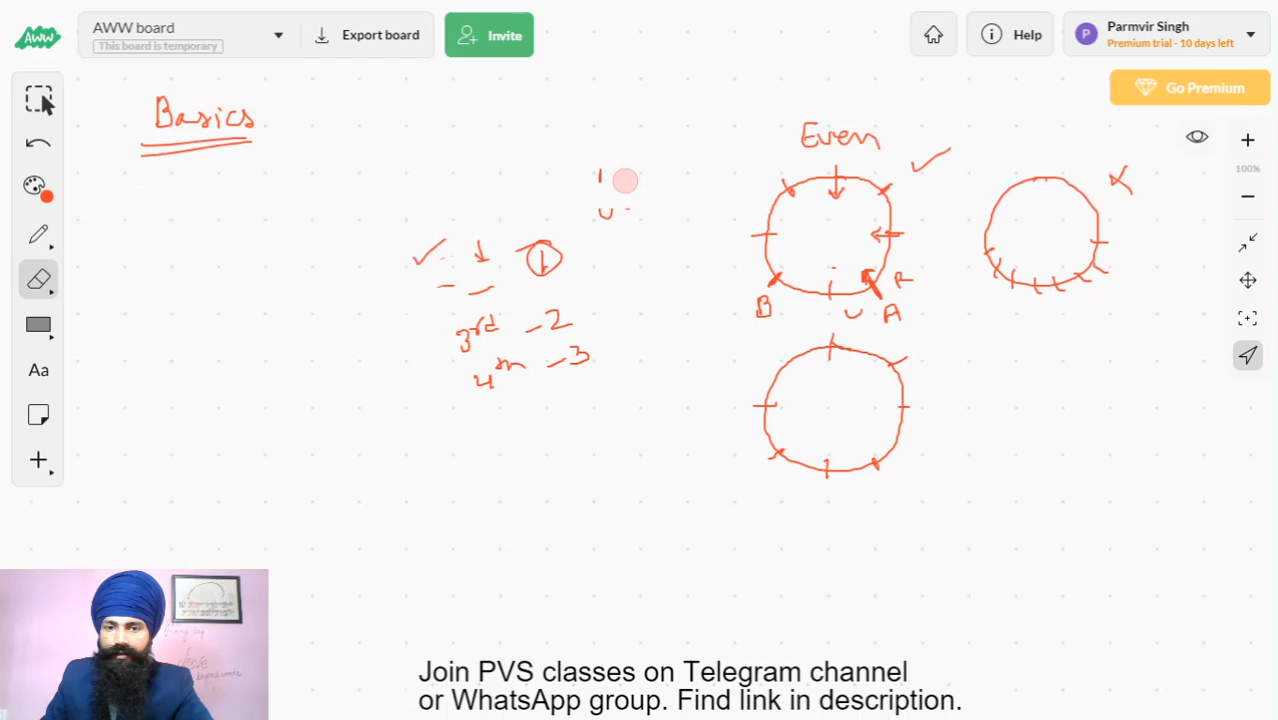 AWW
AWW board
This board is temporary
Export board
Invite
Help
P
Parmvir Singh
Premium trial - 10 days left
Go Premium
100%
Aa
Basics
Even
1
3rd - 2
4th - 3
B
A
Join PVS classes on Telegram channel
or WhatsApp group. Find link in description.